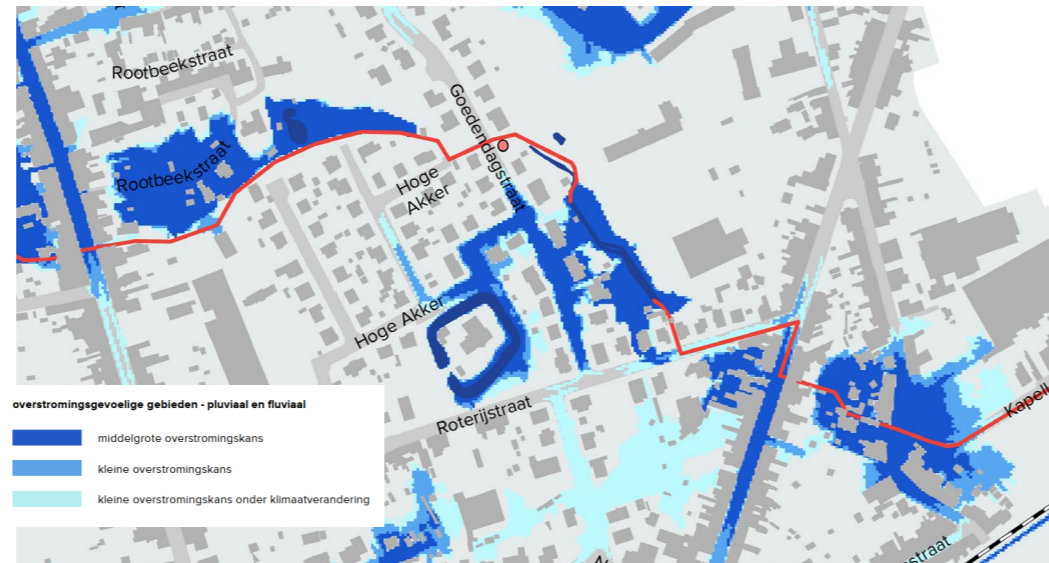 Rootbeekstraat
Rootbeekstraat
Goedendagstraat
Hoge
Akker
Hoge Akker
Roterijstraat
Kapell
overstromingsgevoelige gebieden - pluviaal en fluviaal
middelgrote overstromingskans
kleine overstromingskans
kleine overstromingskans onder klimaatverandering
sstraat